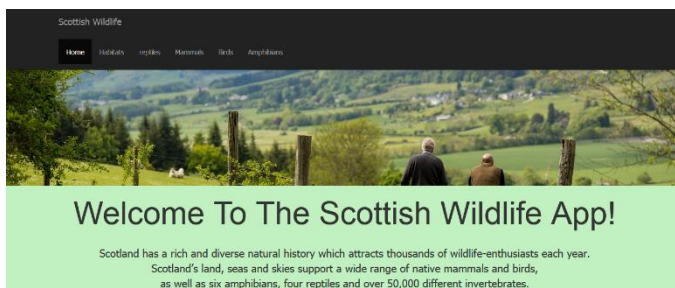 Scottish Wildlife
Home Habitats reptiles Mammals Birds Amphibians
Welcome To The Scottish Wildlife App!
Scotland has a rich and diverse natural history which attracts thousands of wildlife-enthusiasts each year.
Scotland's land, seas and skies support a wide range of native mammals and birds,
as well as six amphibians, four reptiles and over 50,000 different invertebrates.